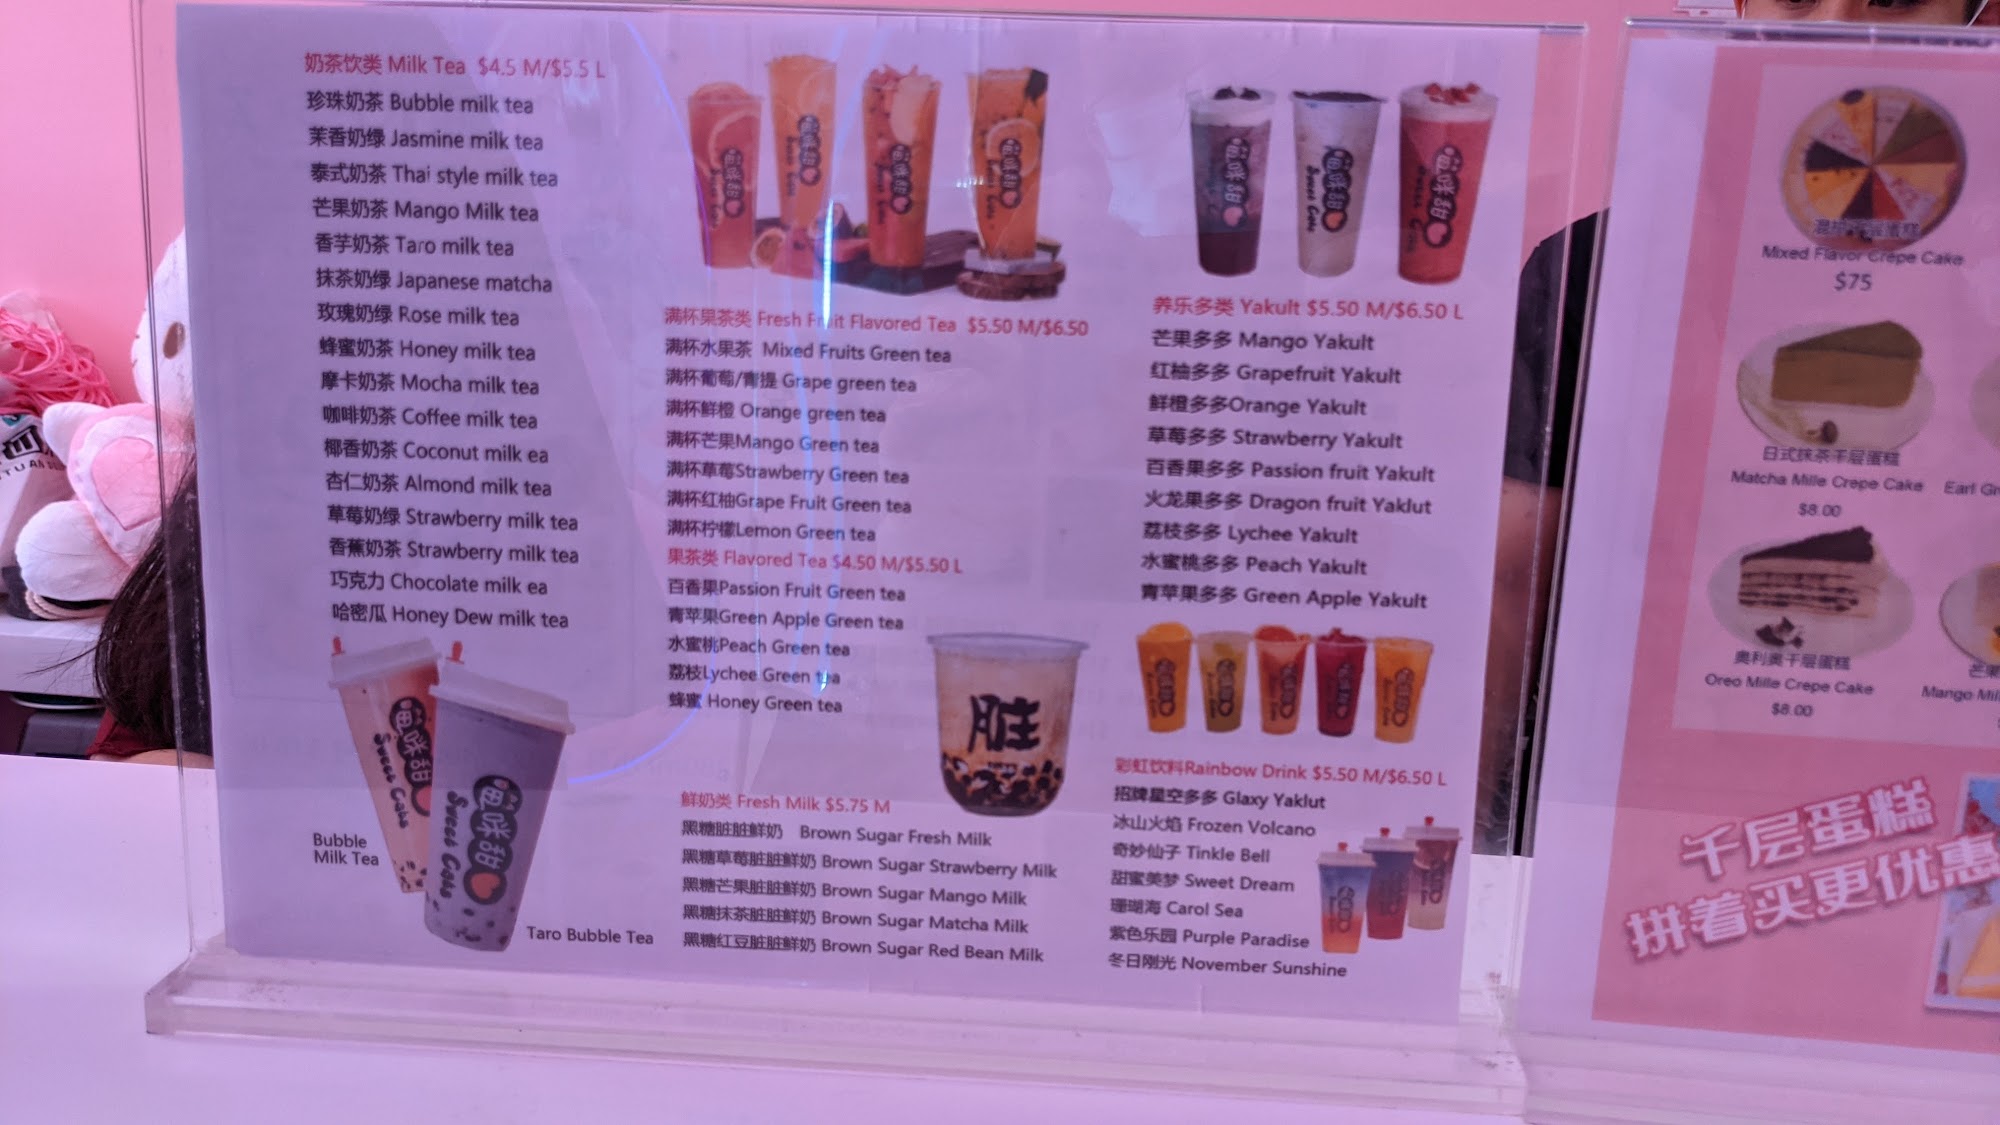 奶茶饮类 Milk Tea $4.5 M/$5.5 L
珍珠奶茶 Bubble milk tea
茉香奶绿 Jasmine milk tea
泰式奶茶 Thai style milk tea
芒果奶茶 Mango Milk tea
香芋奶茶 Taro milk tea
抹茶奶绿 Japanese matcha
玫瑰奶绿 Rose milk tea
蜂蜜奶茶 Honey milk tea
摩卡奶茶 Mocha milk tea
咖啡奶茶 Coffee milk tea
椰香奶茶 Coconut milk ea
杏仁奶茶 Almond milk tea
草莓奶绿 Strawberry milk tea
香蕉奶茶 Strawberry milk tea
巧克力 Chocolate milk ea
哈密瓜 Honey Dew milk tea
Bubble
Milk Tea
Taro Bubble Tea
喵咪甜
Sweet Cats
喵咪甜
Sweet Cats
满杯果茶类 Fresh Fruit Flavored Tea $5.50 M/$6.50
满杯水果茶 Mixed Fruits Green tea
满杯葡萄/青提 Grape green tea
满杯鲜橙 Orange green tea
满杯芒果Mango Green tea
满杯草莓Strawberry Green tea
满杯红柚Grape Fruit Green tea
满杯柠檬Lemon Green tea
果茶类 Flavored Tea $4.50 M/$5.50 L
百香果Passion Fruit Green tea
青苹果Green Apple Green tea
水蜜桃Peach Green tea
荔枝Lychee Green tea
蜂蜜 Honey Green tea
脏
鲜奶类 Fresh Milk $5.75 M
黑糖脏脏鲜奶 Brown Sugar Fresh Milk
黑糖草莓脏脏鲜奶 Brown Sugar Strawberry Milk
黑糖芒果脏脏鲜奶 Brown Sugar Mango Milk
黑糖抹茶脏脏鲜奶 Brown Sugar Matcha Milk
黑糖红豆脏脏鲜奶 Brown Sugar Red Bean Milk
养乐多类 Yakult $5.50 M/$6.50 L
芒果多多 Mango Yakult
红柚多多 Grapefruit Yakult
鲜橙多多Orange Yakult
草莓多多 Strawberry Yakult
百香果多多 Passion fruit Yakult
火龙果多多 Dragon fruit Yaklut
荔枝多多 Lychee Yakult
水蜜桃多多 Peach Yakult
青苹果多多 Green Apple Yakult
彩虹饮料Rainbow Drink $5.50 M/$6.50 L
招牌星空多多 Glaxy Yaklut
冰山火焰 Frozen Volcano
奇妙仙子 Tinkle Bell
甜蜜美梦 Sweet Dream
珊瑚海 Carol Sea
紫色乐园 Purple Paradise
冬日刚光 November Sunshine
混拼千层蛋糕
Mixed Flavor Crepe Cake
$75
日式抹茶千层蛋糕
Matcha Mille Crepe Cake
$8.00
Earl Gr
奥利奥千层蛋糕
Oreo Mille Crepe Cake
$8.00
芒果
Mango Mil
千层蛋糕
拼着买更优惠